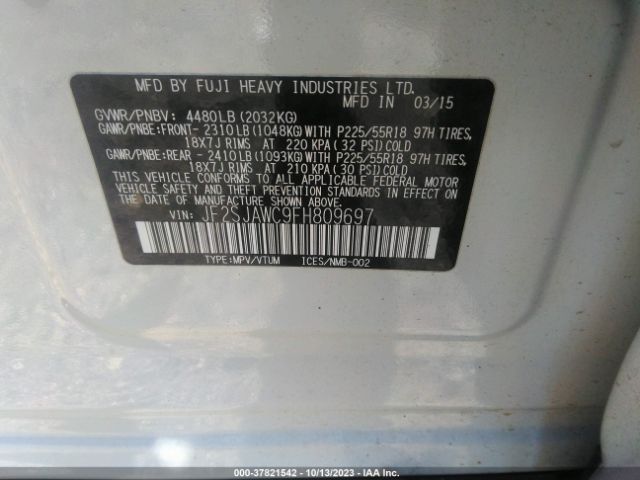 MFD BY FUJI HEAVY INDUSTRIES LTD.
MFD IN 03/15
GVWR/PNBV: 4480LB (2032KG)
GAWR/PNBE:FRONT- 2310LB (1048KG) WITH P225/55R18 97H TIRES,
18X7J RIMS AT 220 KPA (32 PSI) COLD
GAWR/PNBE:REAR - 2410LB (1093KG) WITH P225/55R18 97H TIRES,
18X7J RIMS AT 210 KPA (30 PSI) COLD
THIS VEHICLE CONFORMS TO ALL APPLICABLE FEDERAL MOTOR
VEHICLE SAFETY AND THEFT PREVENTION STANDARDS IN EFFECT ON
THE DATE OF MANUFACTURE SHOWN ABOVE.
VIN: JF2SJAWC9FH809697
TYPE:MPV/VTUM ICES/NMB-002
000-37821542 - 10/13/2023 - IAA Inc.